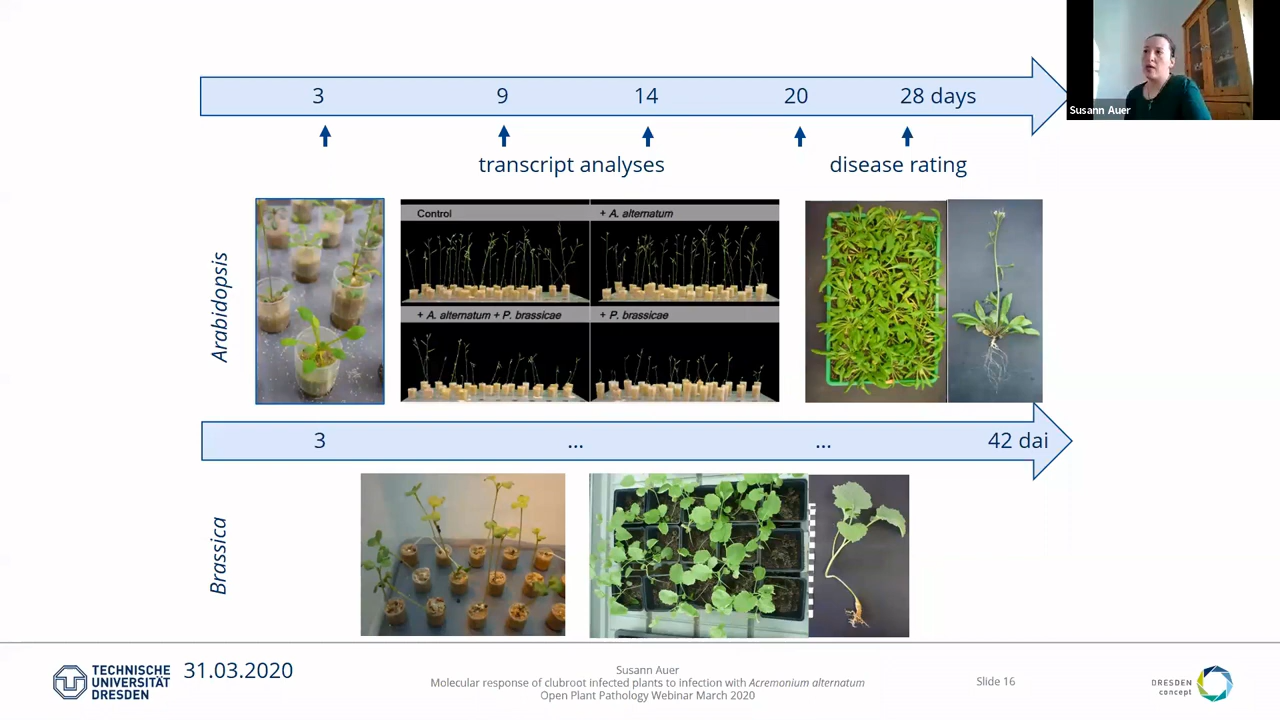 3 9 14 20 28 days
Susann Auer
transcript analyses disease rating
Arabidopsis
Control
+ A. alternatum
+ A. alternatum + P. brassicae
+ P. brassicae
3 ... ... 42 dai
Brassica
TECHNISCHE
UNIVERSITÄT
DRESDEN
31.03.2020
Susann Auer
Molecular response of clubroot infected plants to infection with Acremonium alternatum
Open Plant Pathology Webinar March 2020
Slide 16
DRESDEN
concept